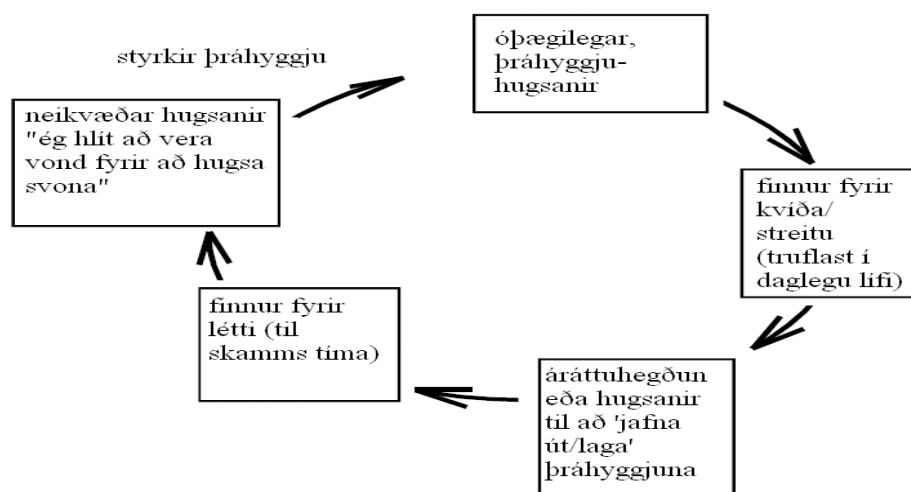 styrkir þráhyggju
óþægilegar,
þráhyggju-
hugsanir
neikvæðar hugsanir
"ég hlít að vera
vond fyrir að hugsa
svona"
finnur fyrir
kvíða/
streitu
(truflast í
daglegu lífi)
finnur fyrir
létti (til
skamms tíma)
áráttuhegðun
eða hugsanir
til að 'jafna
út/laga'
þráhyggjuna